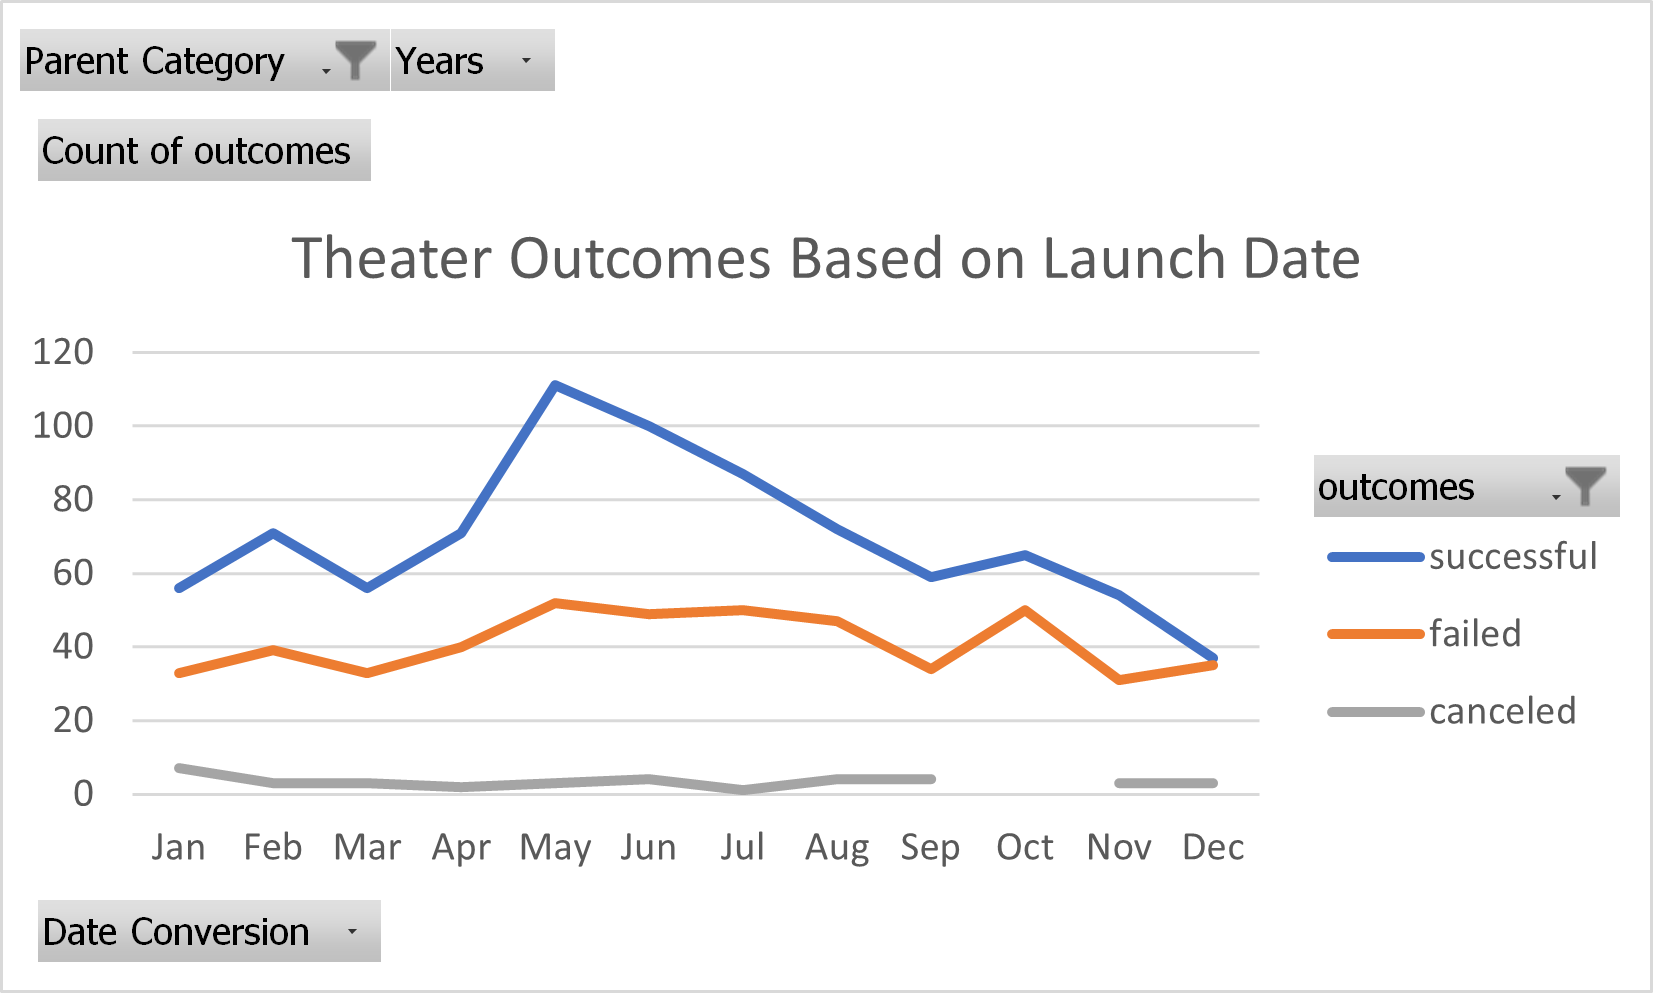 Parent Category Years
Count of outcomes
Theater Outcomes Based on Launch Date
120
100
80
60
40
20
0
Jan Feb Mar Apr May Jun Jul Aug Sep Oct Nov Dec
outcomes
successful
failed
canceled
Date Conversion